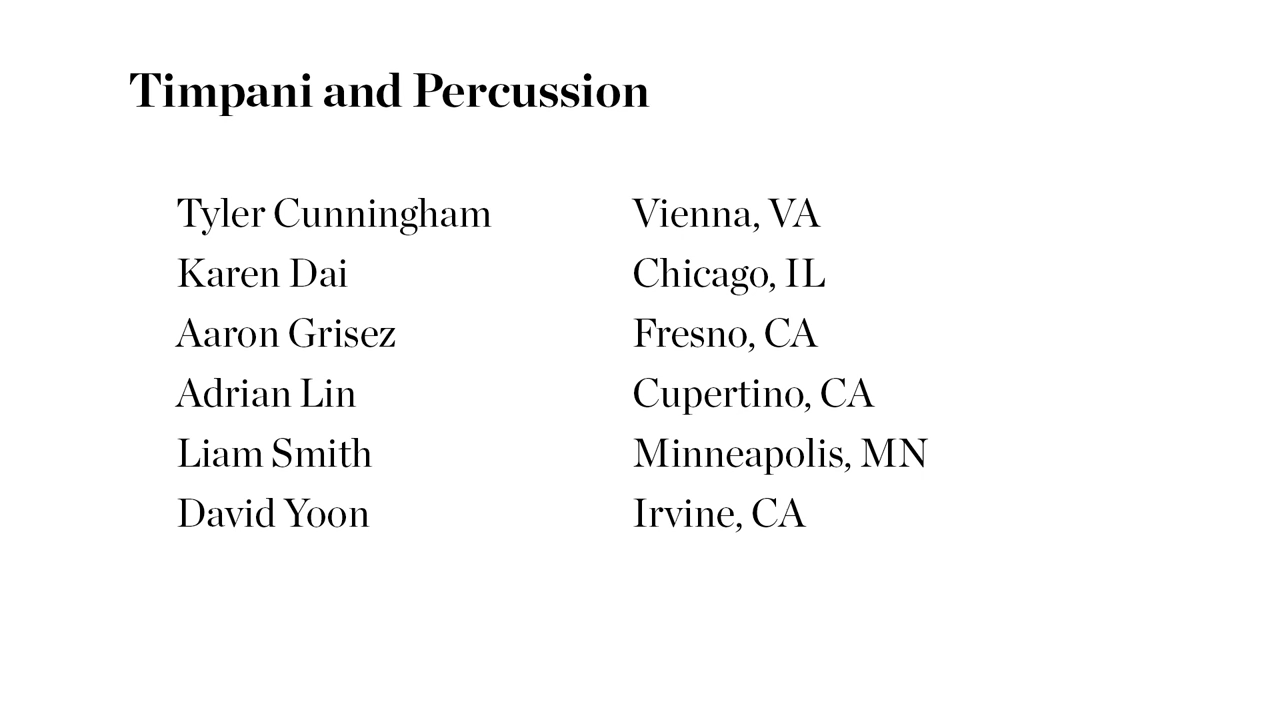 Timpani and Percussion
Tyler Cunningham Vienna, VA
Karen Dai Chicago, IL
Aaron Grisez Fresno, CA
Adrian Lin Cupertino, CA
Liam Smith Minneapolis, MN
David Yoon Irvine, CA